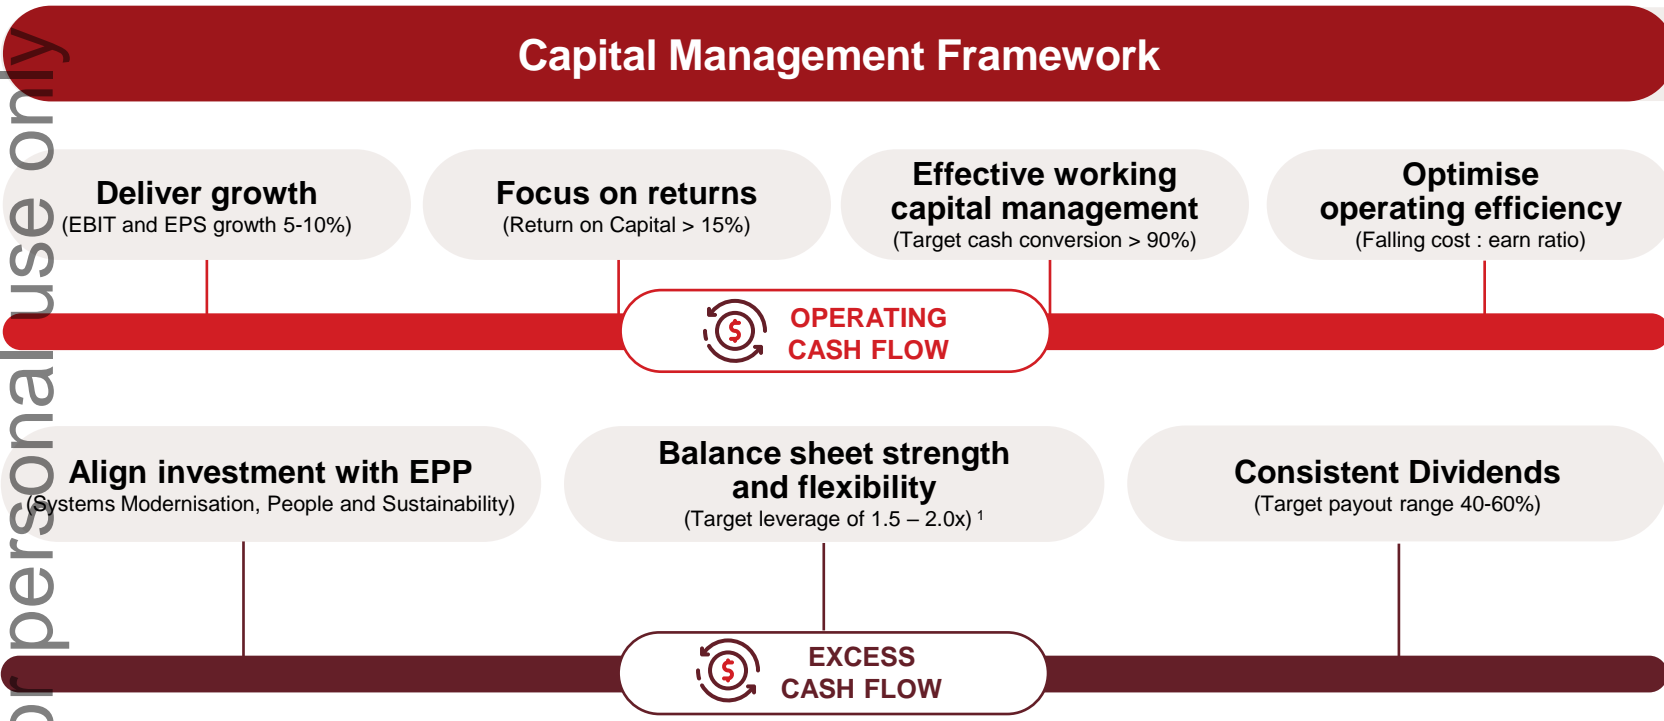 Capital Management Framework
Deliver growth
(EBIT and EPS growth 5-10%)
Focus on returns
(Return on Capital > 15%)
Effective working
capital management
(Target cash conversion > 90%)
Optimise
operating efficiency
(Falling cost : earn ratio)
OPERATING
CASH FLOW
Align investment with EPP
(Systems Modernisation, People and Sustainability)
Balance sheet strength
and flexibility
(Target leverage of 1.5 – 2.0x) 1
Consistent Dividends
(Target payout range 40-60%)
EXCESS
CASH FLOW
or personal use only